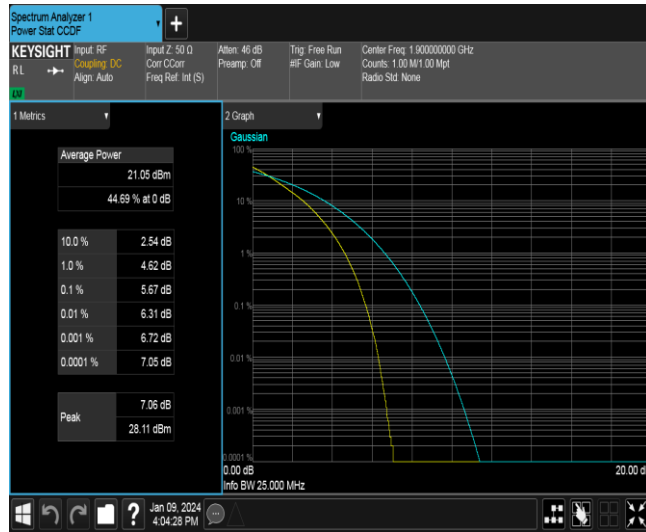 Spectrum Analyzer 1
Power Stat CCDF
+
KEYSIGHT
RL
LXI
Input: RF
Coupling: DC
Align: Auto
Input Z: 50 Ω
Corr CCorr
Freq Ref: Int (S)
Atten: 46 dB
Preamp: Off
Trig: Free Run
#IF Gain: Low
Center Freq: 1.900000000 GHz
Counts: 1.00 M/1.00 Mpt
Radio Std: None
1 Metrics
Average Power
21.05 dBm
44.69 % at 0 dB
10.0 % 2.54 dB
1.0 % 4.62 dB
0.1 % 5.67 dB
0.01 % 6.31 dB
0.001 % 6.72 dB
0.0001 % 7.05 dB
Peak
7.06 dB
28.11 dBm
2 Graph
Gaussian
100 %
10 %
1 %
0.1 %
0.01 %
0.001 %
0.0001 %
0.00 dB
20.00 d
Info BW 25.000 MHz
?
Jan 09, 2024
4:04:28 PM